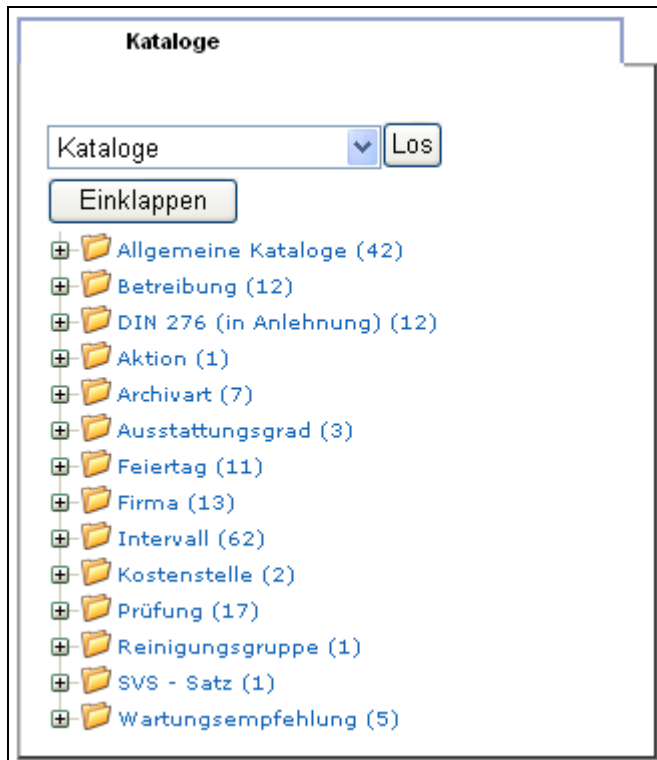 Kataloge
Kataloge Los
Einklappen
Allgemeine Kataloge (42)
Betreibung (12)
DIN 276 (in Anlehnung) (12)
Aktion (1)
Archivart (7)
Ausstattungsgrad (3)
Feiertag (11)
Firma (13)
Intervall (62)
Kostenstelle (2)
Prüfung (17)
Reinigungsgruppe (1)
SVS - Satz (1)
Wartungsempfehlung (5)